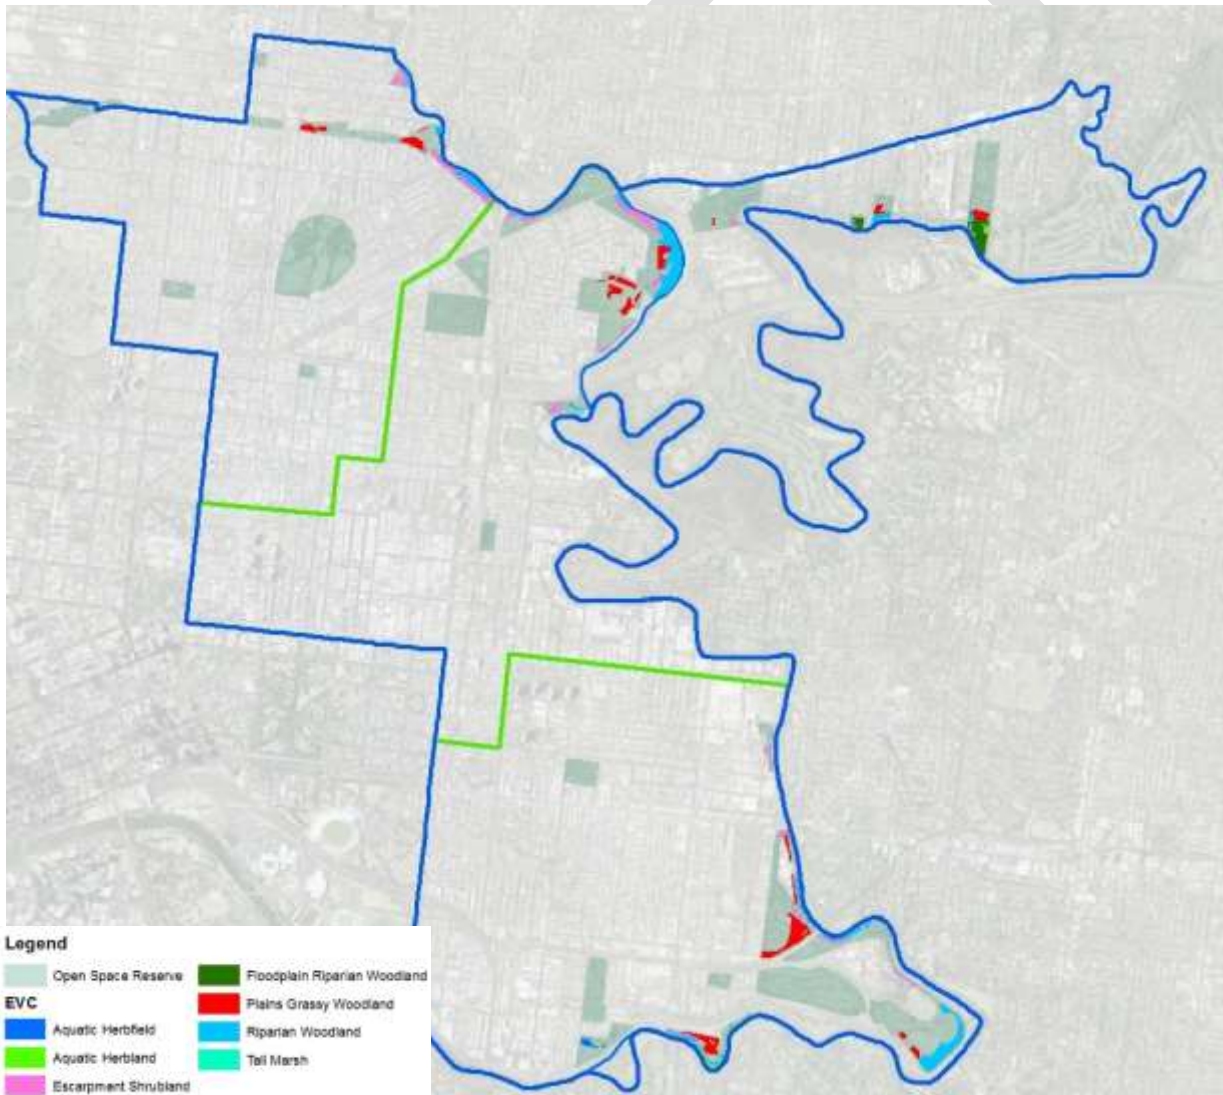 Legend
Open Space Reserve
EVC
Aquatic Herbfield
Aquatic Herbland
Escarpment Shrubland
Floodplain Riparian Woodland
Plains Grassy Woodland
Riparian Woodland
Tall Marsh